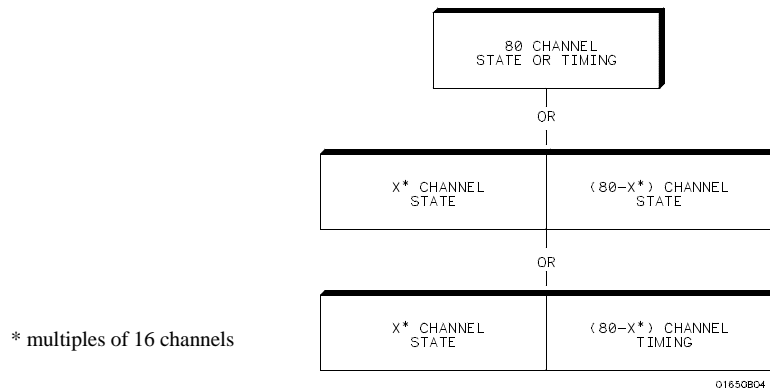 80 CHANNEL
STATE OR TIMING
OR
X* CHANNEL
STATE
(80-X*) CHANNEL
STATE
OR
X* CHANNEL
STATE
(80-X*) CHANNEL
TIMING
* multiples of 16 channels
01650B04